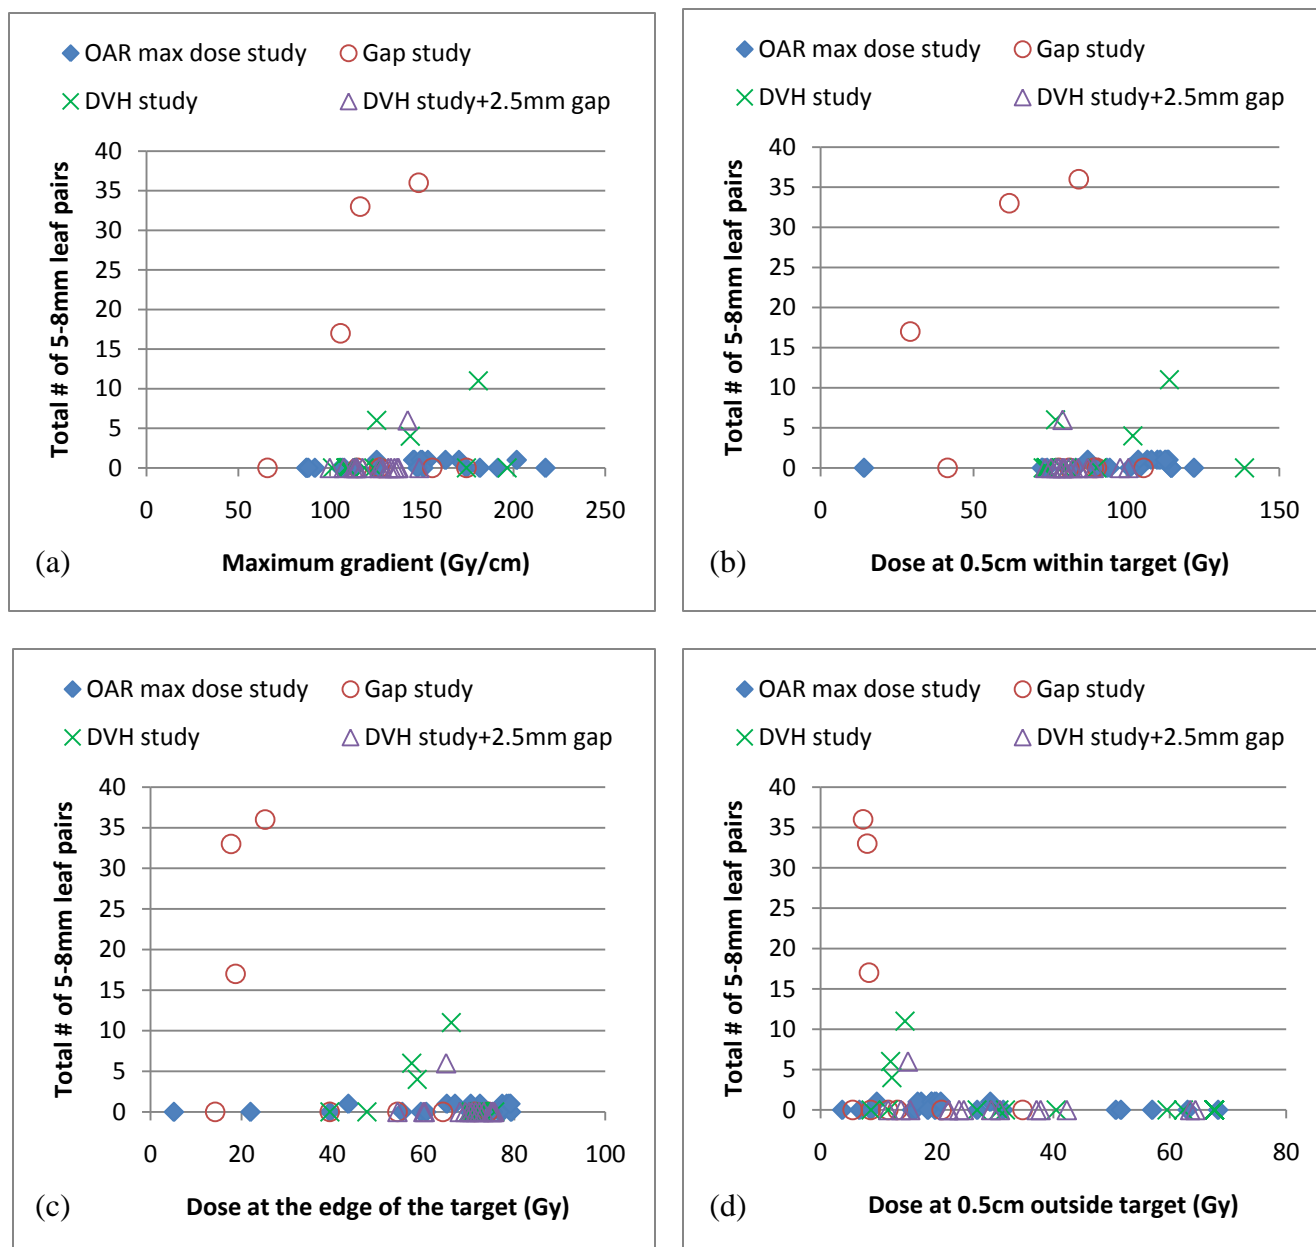 OAR max dose study
Gap study
DVH study
DVH study+2.5mm gap
Total # of 5-8mm leaf pairs
40
35
30
25
20
15
10
5
0
0 50 100 150 200 250
(a)
Maximum gradient (Gy/cm)
OAR max dose study
Gap study
DVH study
DVH study+2.5mm gap
Total # of 5-8mm leaf pairs
40
35
30
25
20
15
10
5
0
0 50 100 150
(b)
Dose at 0.5cm within target (Gy)
OAR max dose study
Gap study
DVH study
DVH study+2.5mm gap
Total # of 5-8mm leaf pairs
40
35
30
25
20
15
10
5
0
0 20 40 60 80 100
(c)
Dose at the edge of the target (Gy)
OAR max dose study
Gap study
DVH study
DVH study+2.5mm gap
Total # of 5-8mm leaf pairs
40
35
30
25
20
15
10
5
0
0 20 40 60 80
(d)
Dose at 0.5cm outside target (Gy)